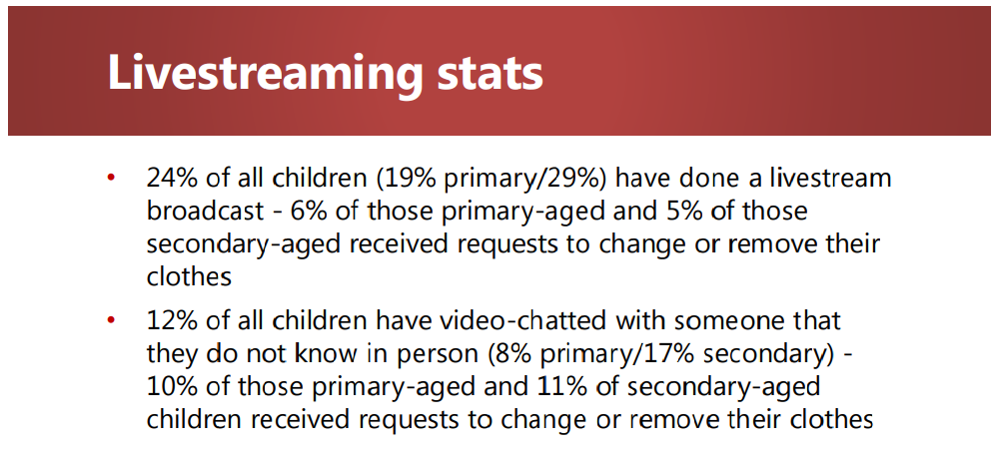 Livestreaming stats
• 24% of all children (19% primary/29%) have done a livestream
broadcast - 6% of those primary-aged and 5% of those
secondary-aged received requests to change or remove their
clothes
• 12% of all children have video-chatted with someone that
they do not know in person (8% primary/17% secondary) -
10% of those primary-aged and 11% of secondary-aged
children received requests to change or remove their clothes